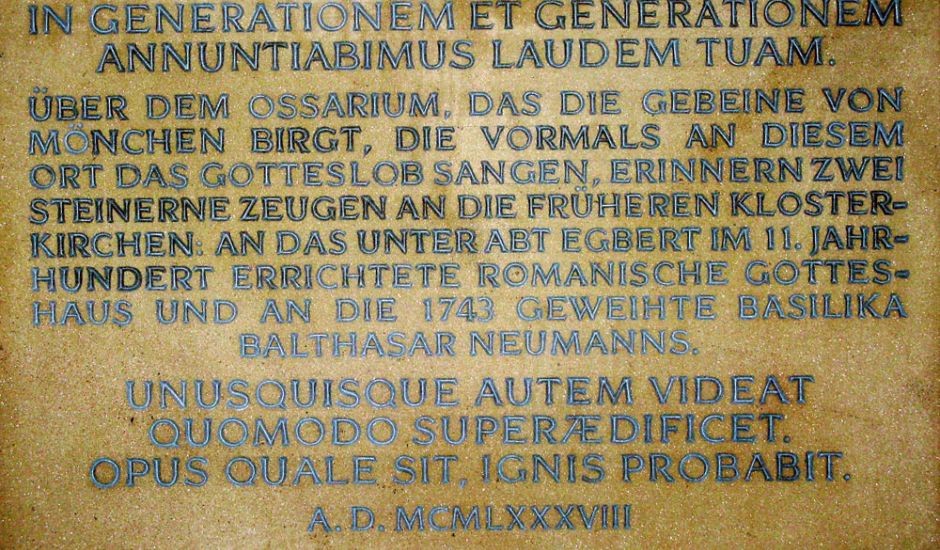 IN GENERATIONEM ET GENERATIONEM
ANNUNTIABIMUS LAUDEM TUAM.
ÜBER DEM OSSARIUM, DAS DIE GEBEINE VON
MÖNCHEN BIRGT, DIE VORMALS AN DIESEM
ORT DAS GOTTESLOB SANGEN, ERINNERN ZWEI
STEINERNE ZEUGEN AN DIE FRÜHEREN KLOSTER-
KIRCHEN: AN DAS UNTER ABT EGBERT IM 11. JAHR-
HUNDERT ERRICHTETE ROMANISCHE GOTTES-
HAUS UND AN DIE 1743 GEWEIHTE BASILIKA
BALTHASAR NEUMANNS.
UNUSQUISQUE AUTEM VIDEAT
QUOMODO SUPERÆDIFICET.
OPUS QUALE SIT, IGNIS PROBABIT.
A. D. MCMLXXXVIII